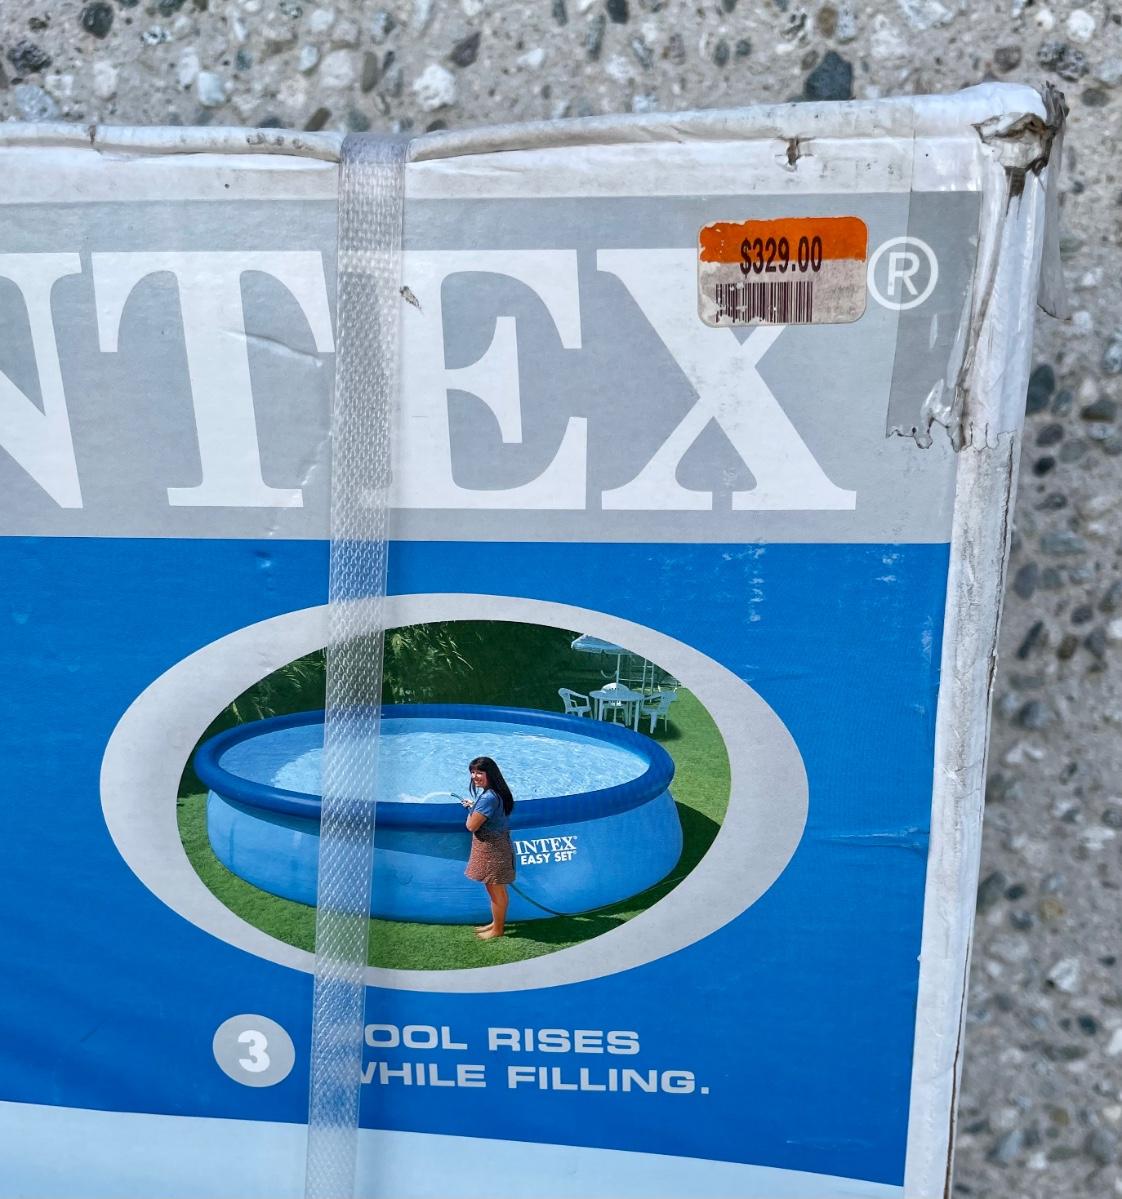 $329.00
NTEX®
INTEX®
EASY SET®
3
OOL RISES
WHILE FILLING.